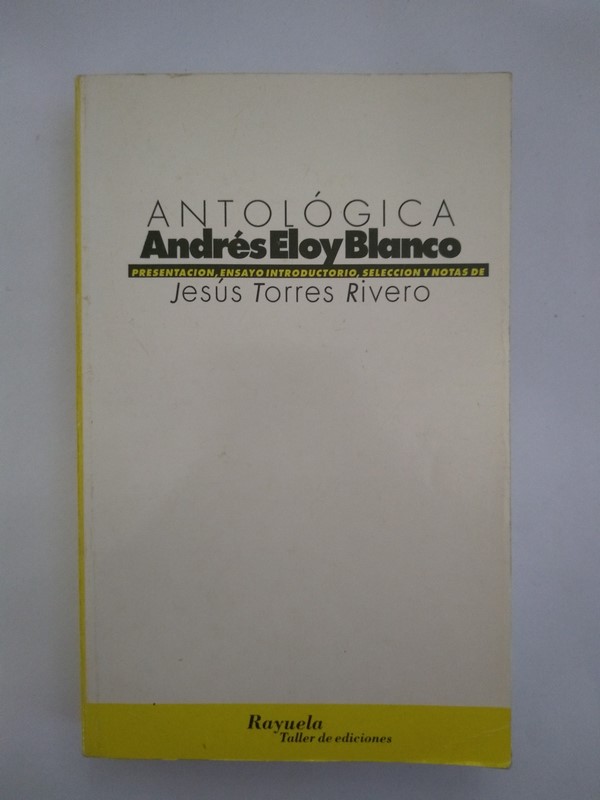 ANTOLÓGICA
Andrés Eloy Blanco
PRESENTACION, ENSAYO INTRODUCTORIO, SELECCION Y NOTAS DE
Jesús Torres Rivero
Rayuela
Taller de ediciones